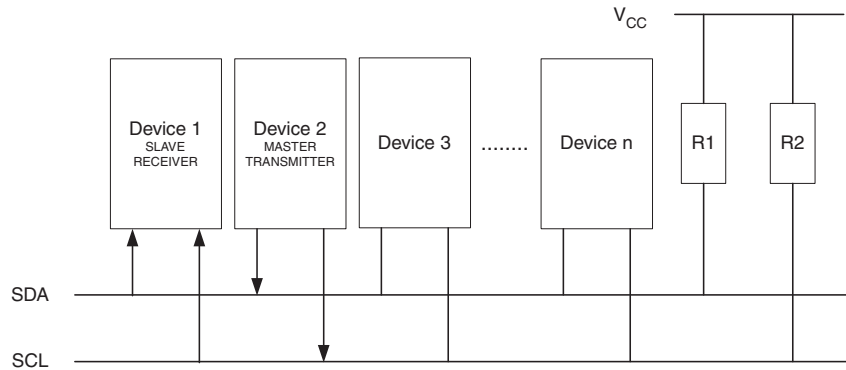 VCC
Device 1
SLAVE
RECEIVER
Device 2
MASTER
TRANSMITTER
Device 3
........
Device n
R1
R2
SDA
SCL